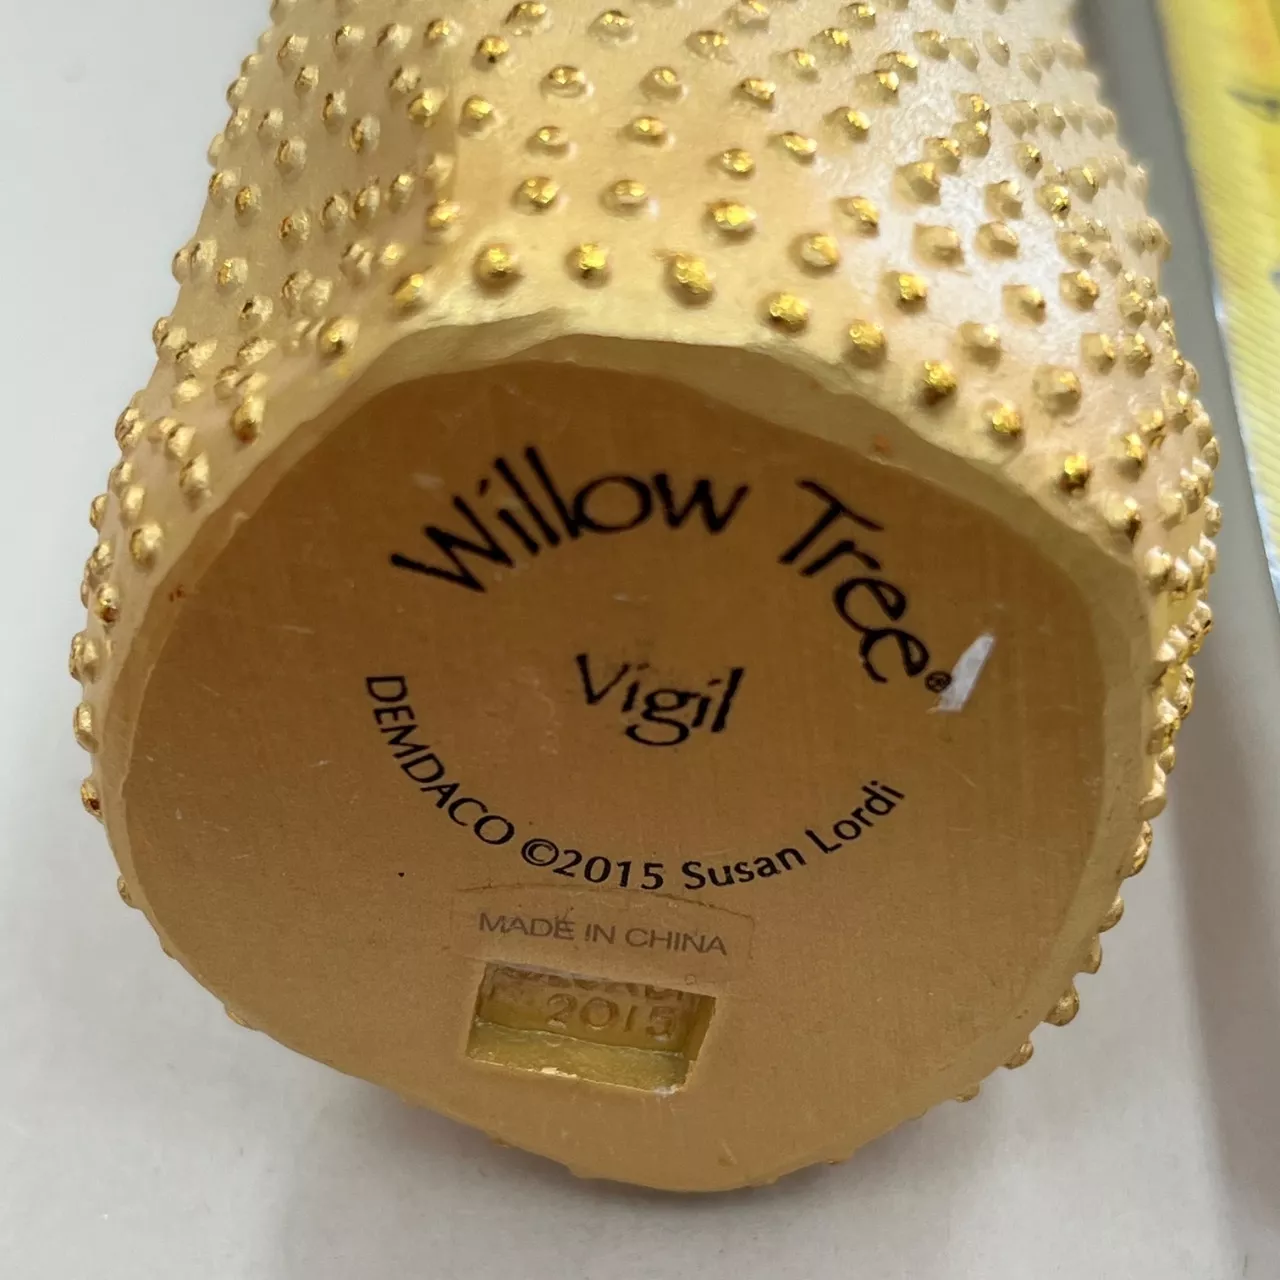 Willow Tree®
Vigil
DEMDACO ©2015 Susan Lordi
MADE IN CHINA
2015